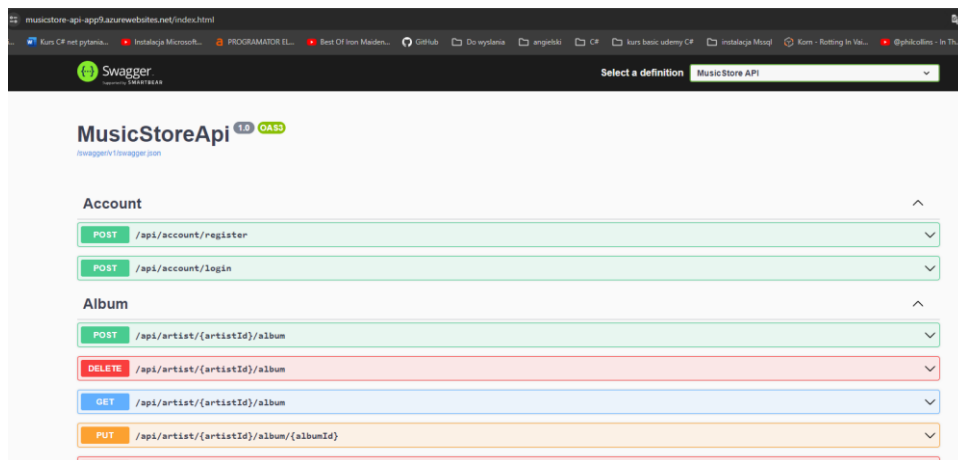 musicstore-api-app9.azurewebsites.net/index.html
Kurs C# net pytania... Instalacja Microsoft... PROGRAMATOR EL... Best Of Iron Maiden... GitHub Do wysłania angielski C# kurs basic udemy C# instalacja Mssql Korn - Rotting In Vai... @philcollins - In Th
Swagger Select a definition MusicStore API
Supported by SMARTBEAR
MusicStoreApi 1.0 OAS3
/swagger/v1/swagger.json
Account
POST /api/account/register
POST /api/account/login
Album
POST /api/artist/{artistId}/album
DELETE /api/artist/{artistId}/album
GET /api/artist/{artistId}/album
PUT /api/artist/{artistId}/album/{albumId}